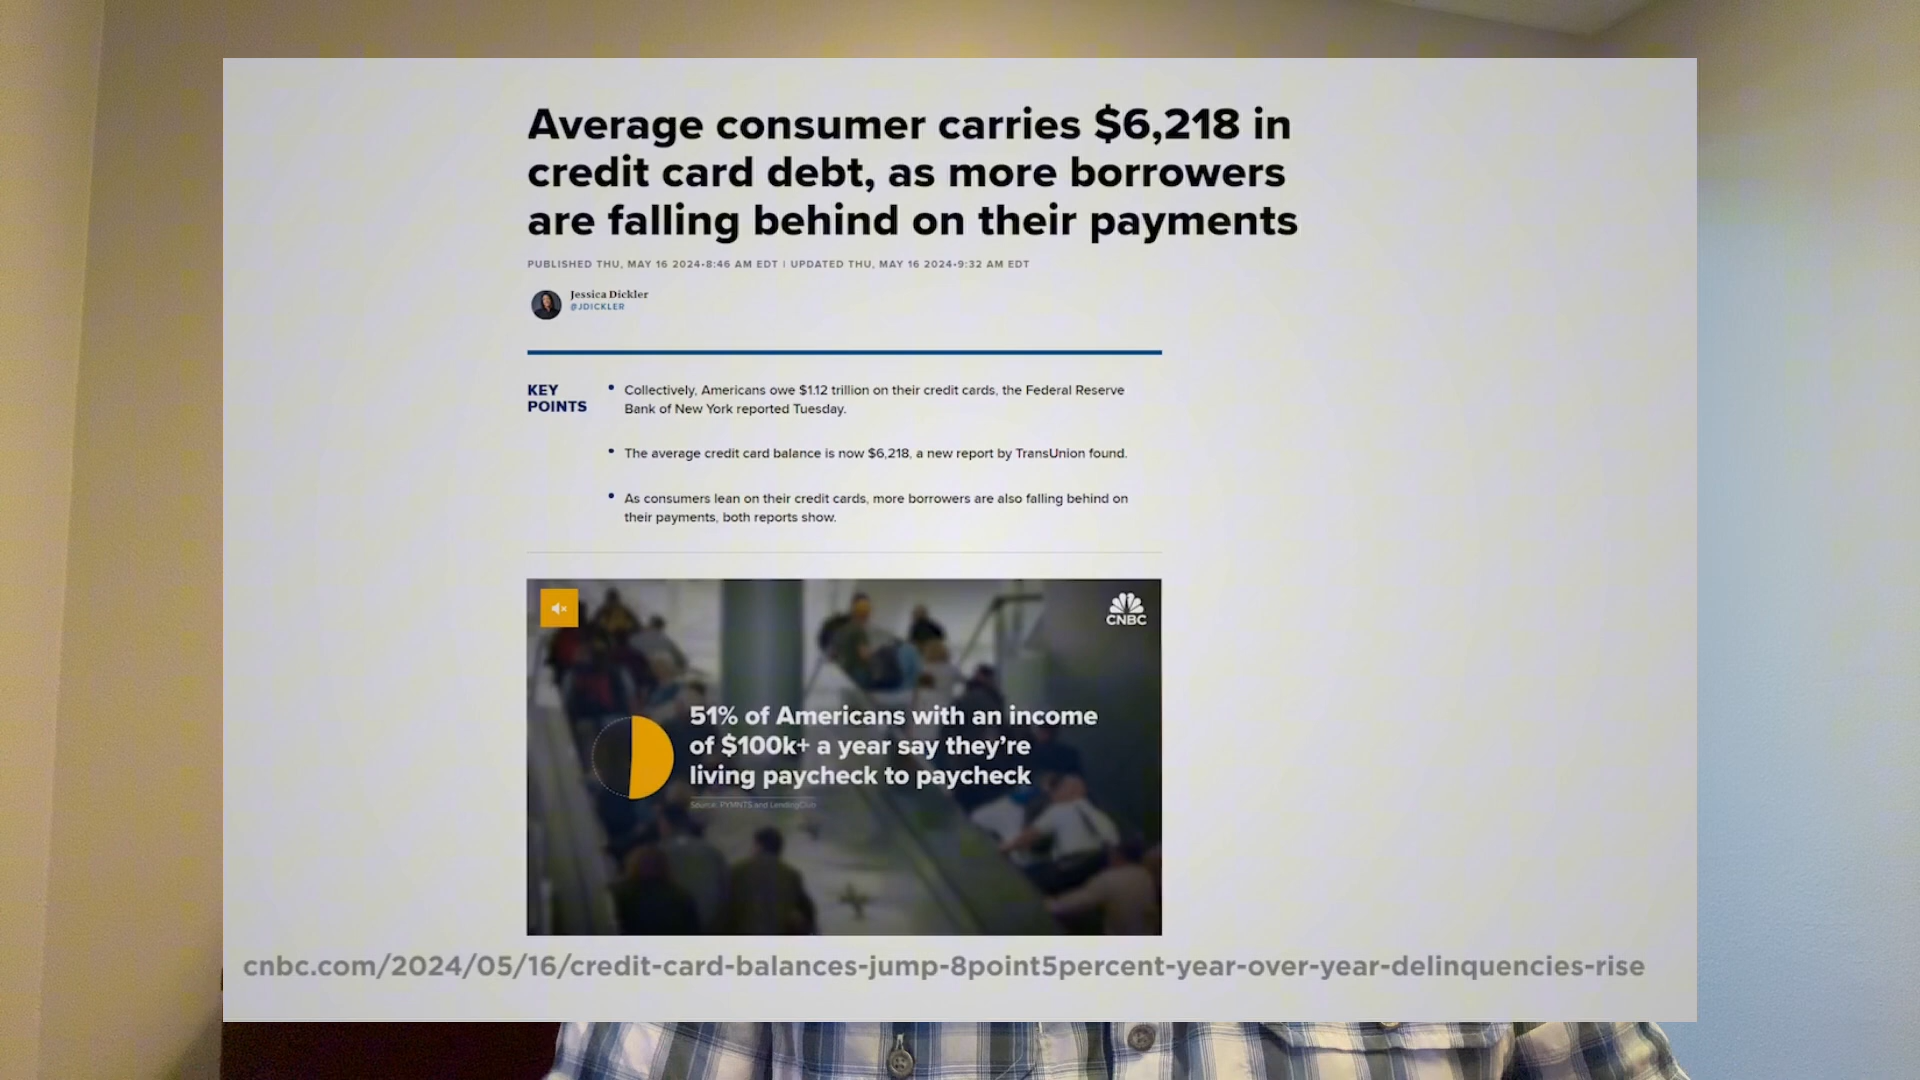 Average consumer carries $6,218 in
credit card debt, as more borrowers
are falling behind on their payments
PUBLISHED THU, MAY 16 2024•8:46 AM EDT | UPDATED THU, MAY 16 2024•9:32 AM EDT
Jessica Dickler
@JDICKLER
KEY
POINTS
• Collectively, Americans owe $1.12 trillion on their credit cards, the Federal Reserve
Bank of New York reported Tuesday.
• The average credit card balance is now $6,218, a new report by TransUnion found.
• As consumers lean on their credit cards, more borrowers are also falling behind on
their payments, both reports show.
CNBC
51% of Americans with an income
of $100k+ a year say they’re
living paycheck to paycheck
Source: PYMNTS and LendingClub
cnbc.com/2024/05/16/credit-card-balances-jump-8point5percent-year-over-year-delinquencies-rise